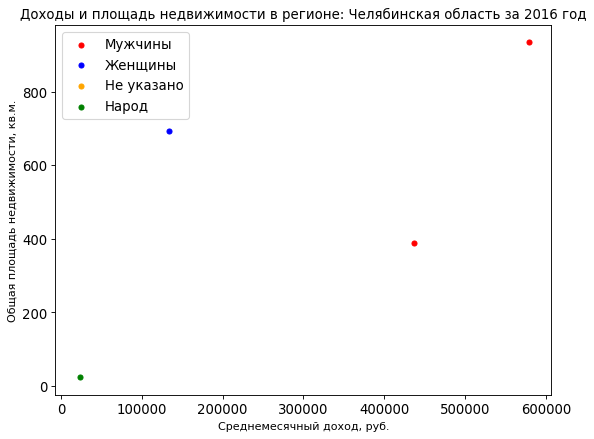 Доходы и площадь недвижимости в регионе: Челябинская область за 2016 год
Мужчины
Женщины
Не указано
Народ
Общая площадь недвижимости, кв.м.
800
600
400
200
0
0 100000 200000 300000 400000 500000 600000
Среднемесячный доход, руб.